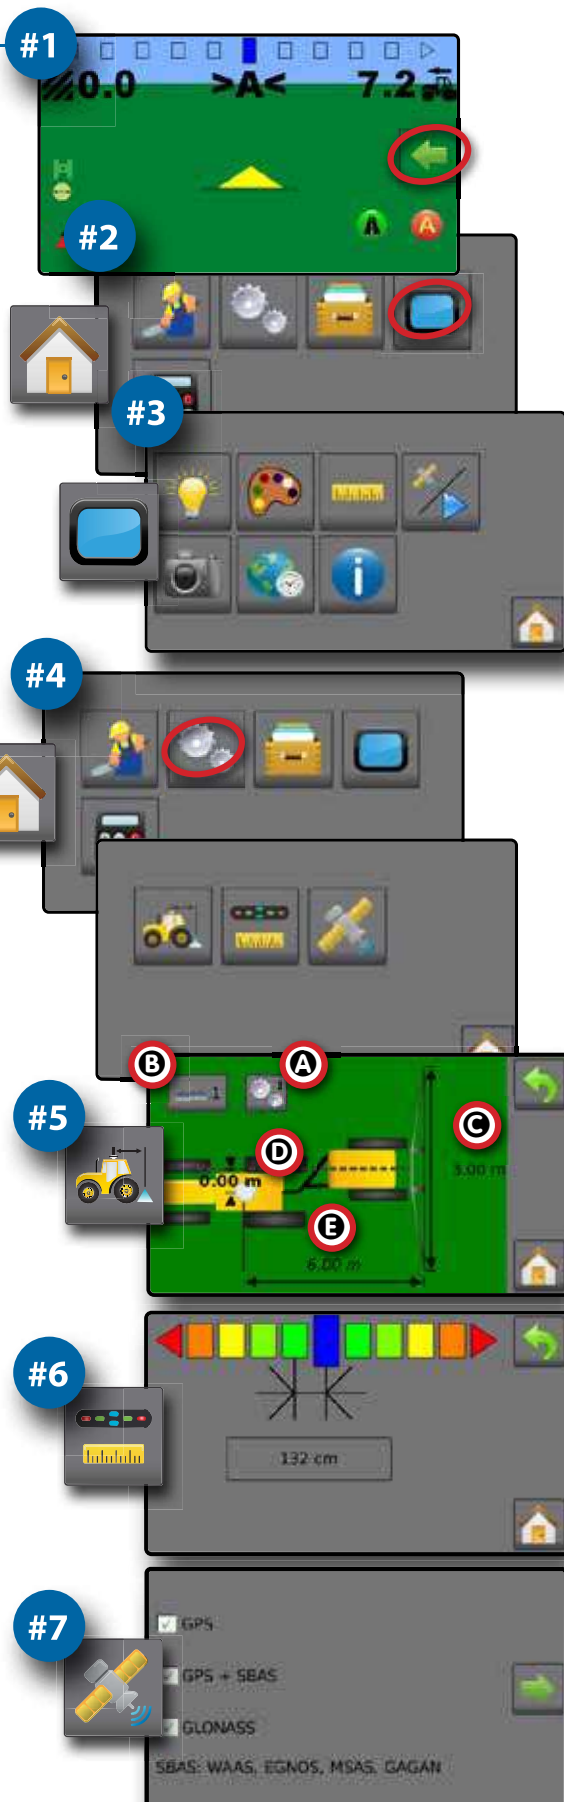 #1
0.0 >A< 7.2
A
#2
#3
#4
B A
1
#5
D C
0.00 m 3.00 m
E
6.00 m
#6
132 cm
#7
GPS
GPS + SBAS
GLONASS
SBAS: WAAS, EGNOS, MSAS, GAGAN